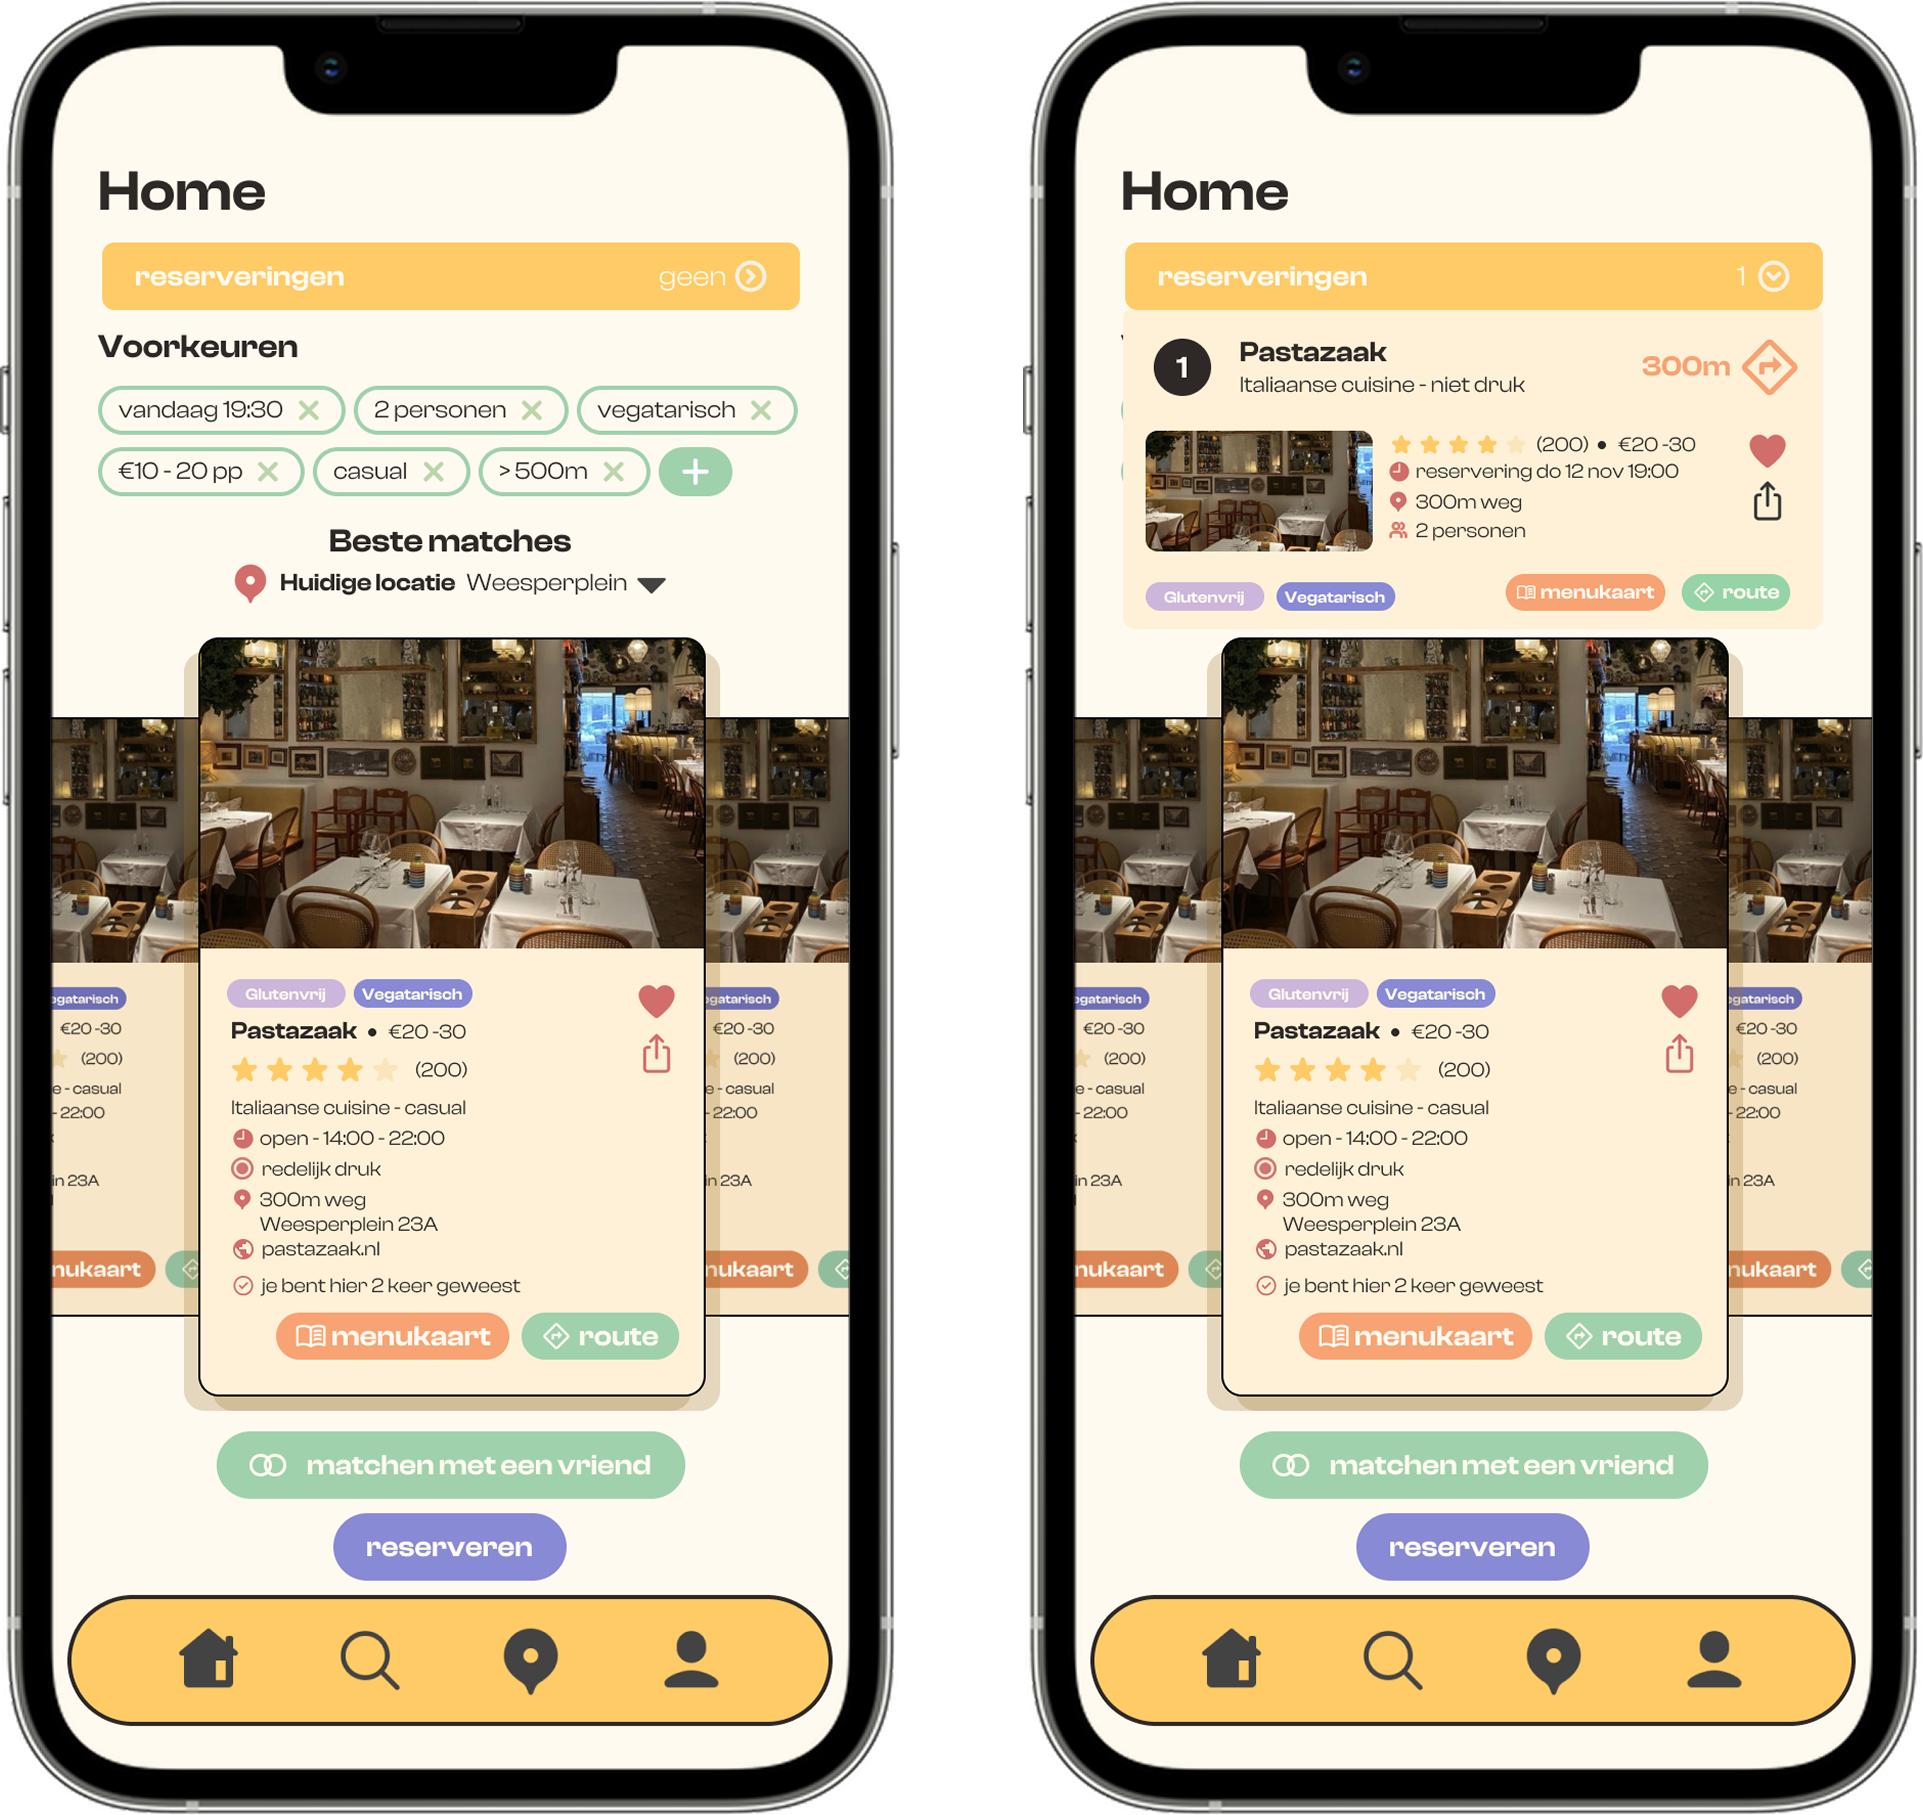 Home
reserveringen geen
Voorkeuren
vandaag 19:30 2 personen vegatarisch
€10 - 20 pp casual >500m
Beste matches
Huidige locatie Weesperplein
Glutenvrij Vegatarisch
Pastazaak • €20 -30
(200)
Italiaanse cuisine - casual
open - 14:00 - 22:00
redelijk druk
300m weg
Weesperplein 23A
pastazaak.nl
je bent hier 2 keer geweest
menukaart route
egatarisch
€20 -30
(200)
e - casual
- 22:00
in 23A
nukaart
egatarisch
€20 -30
(200)
e - casual
- 22:00
in 23A
nukaart
matchen met een vriend
reserveren
Home
reserveringen 1
1 Pastazaak 300m
Italiaanse cuisine - niet druk
(200) • €20 -30
reservering do 12 nov 19:00
300m weg
2 personen
Glutenvrij Vegatarisch menukaart route
Glutenvrij Vegatarisch
Pastazaak • €20 -30
(200)
Italiaanse cuisine - casual
open - 14:00 - 22:00
redelijk druk
300m weg
Weesperplein 23A
pastazaak.nl
je bent hier 2 keer geweest
menukaart route
egatarisch
€20 -30
(200)
e - casual
- 22:00
in 23A
nukaart
egatarisch
€20 -30
(200)
e - casual
- 22:00
in 23A
nukaart
matchen met een vriend
reserveren